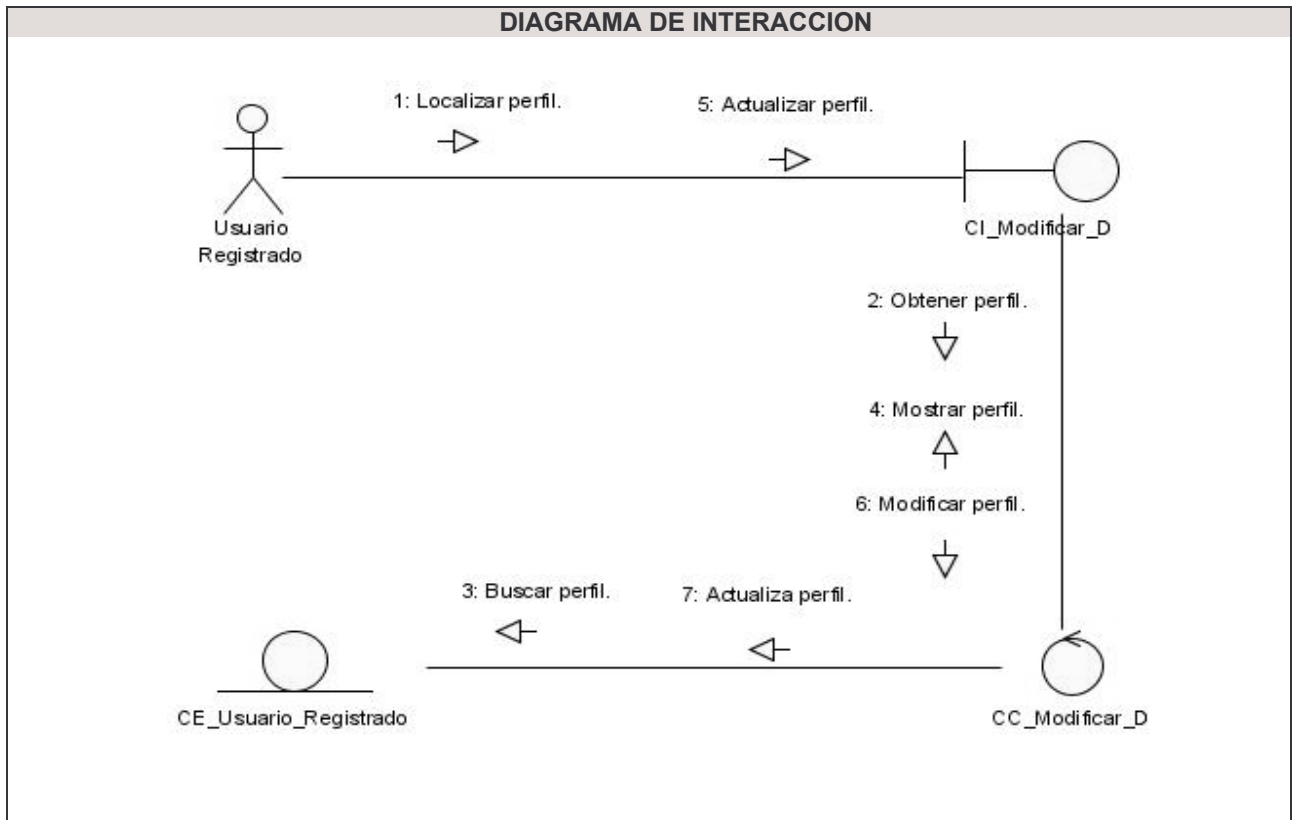 DIAGRAMA DE INTERACCION
1: Localizar perfil.
5: Actualizar perfil.
Usuario
Registrado
CI_Modificar_D
2: Obtener perfil.
4: Mostrar perfil.
6: Modificar perfil.
3: Buscar perfil.
7: Actualiza perfil.
CE_Usuario_Registrado
CC_Modificar_D